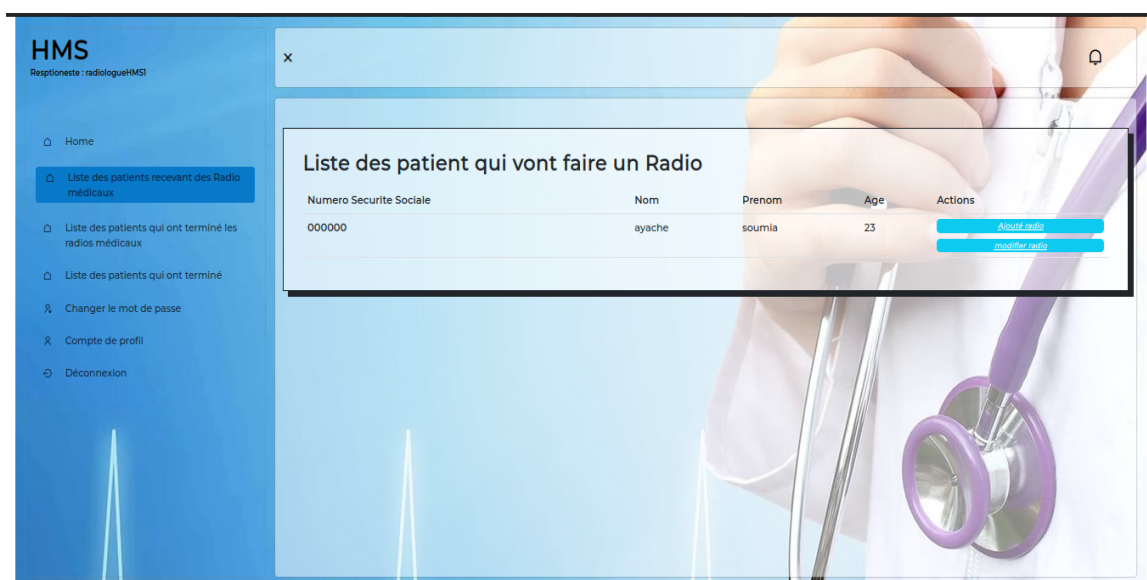 HMS
Resptioneste : radiologueHMS1
×
Home
Liste des patients recevant des Radio
médicaux
Liste des patients qui ont terminé les
radios médicaux
Liste des patients qui ont terminé
Changer le mot de passe
Compte de profil
Déconnexion
Liste des patient qui vont faire un Radio
Numero Securite Sociale Nom Prenom Age Actions
000000 ayache soumia 23 Ajouté radio
modifier radio